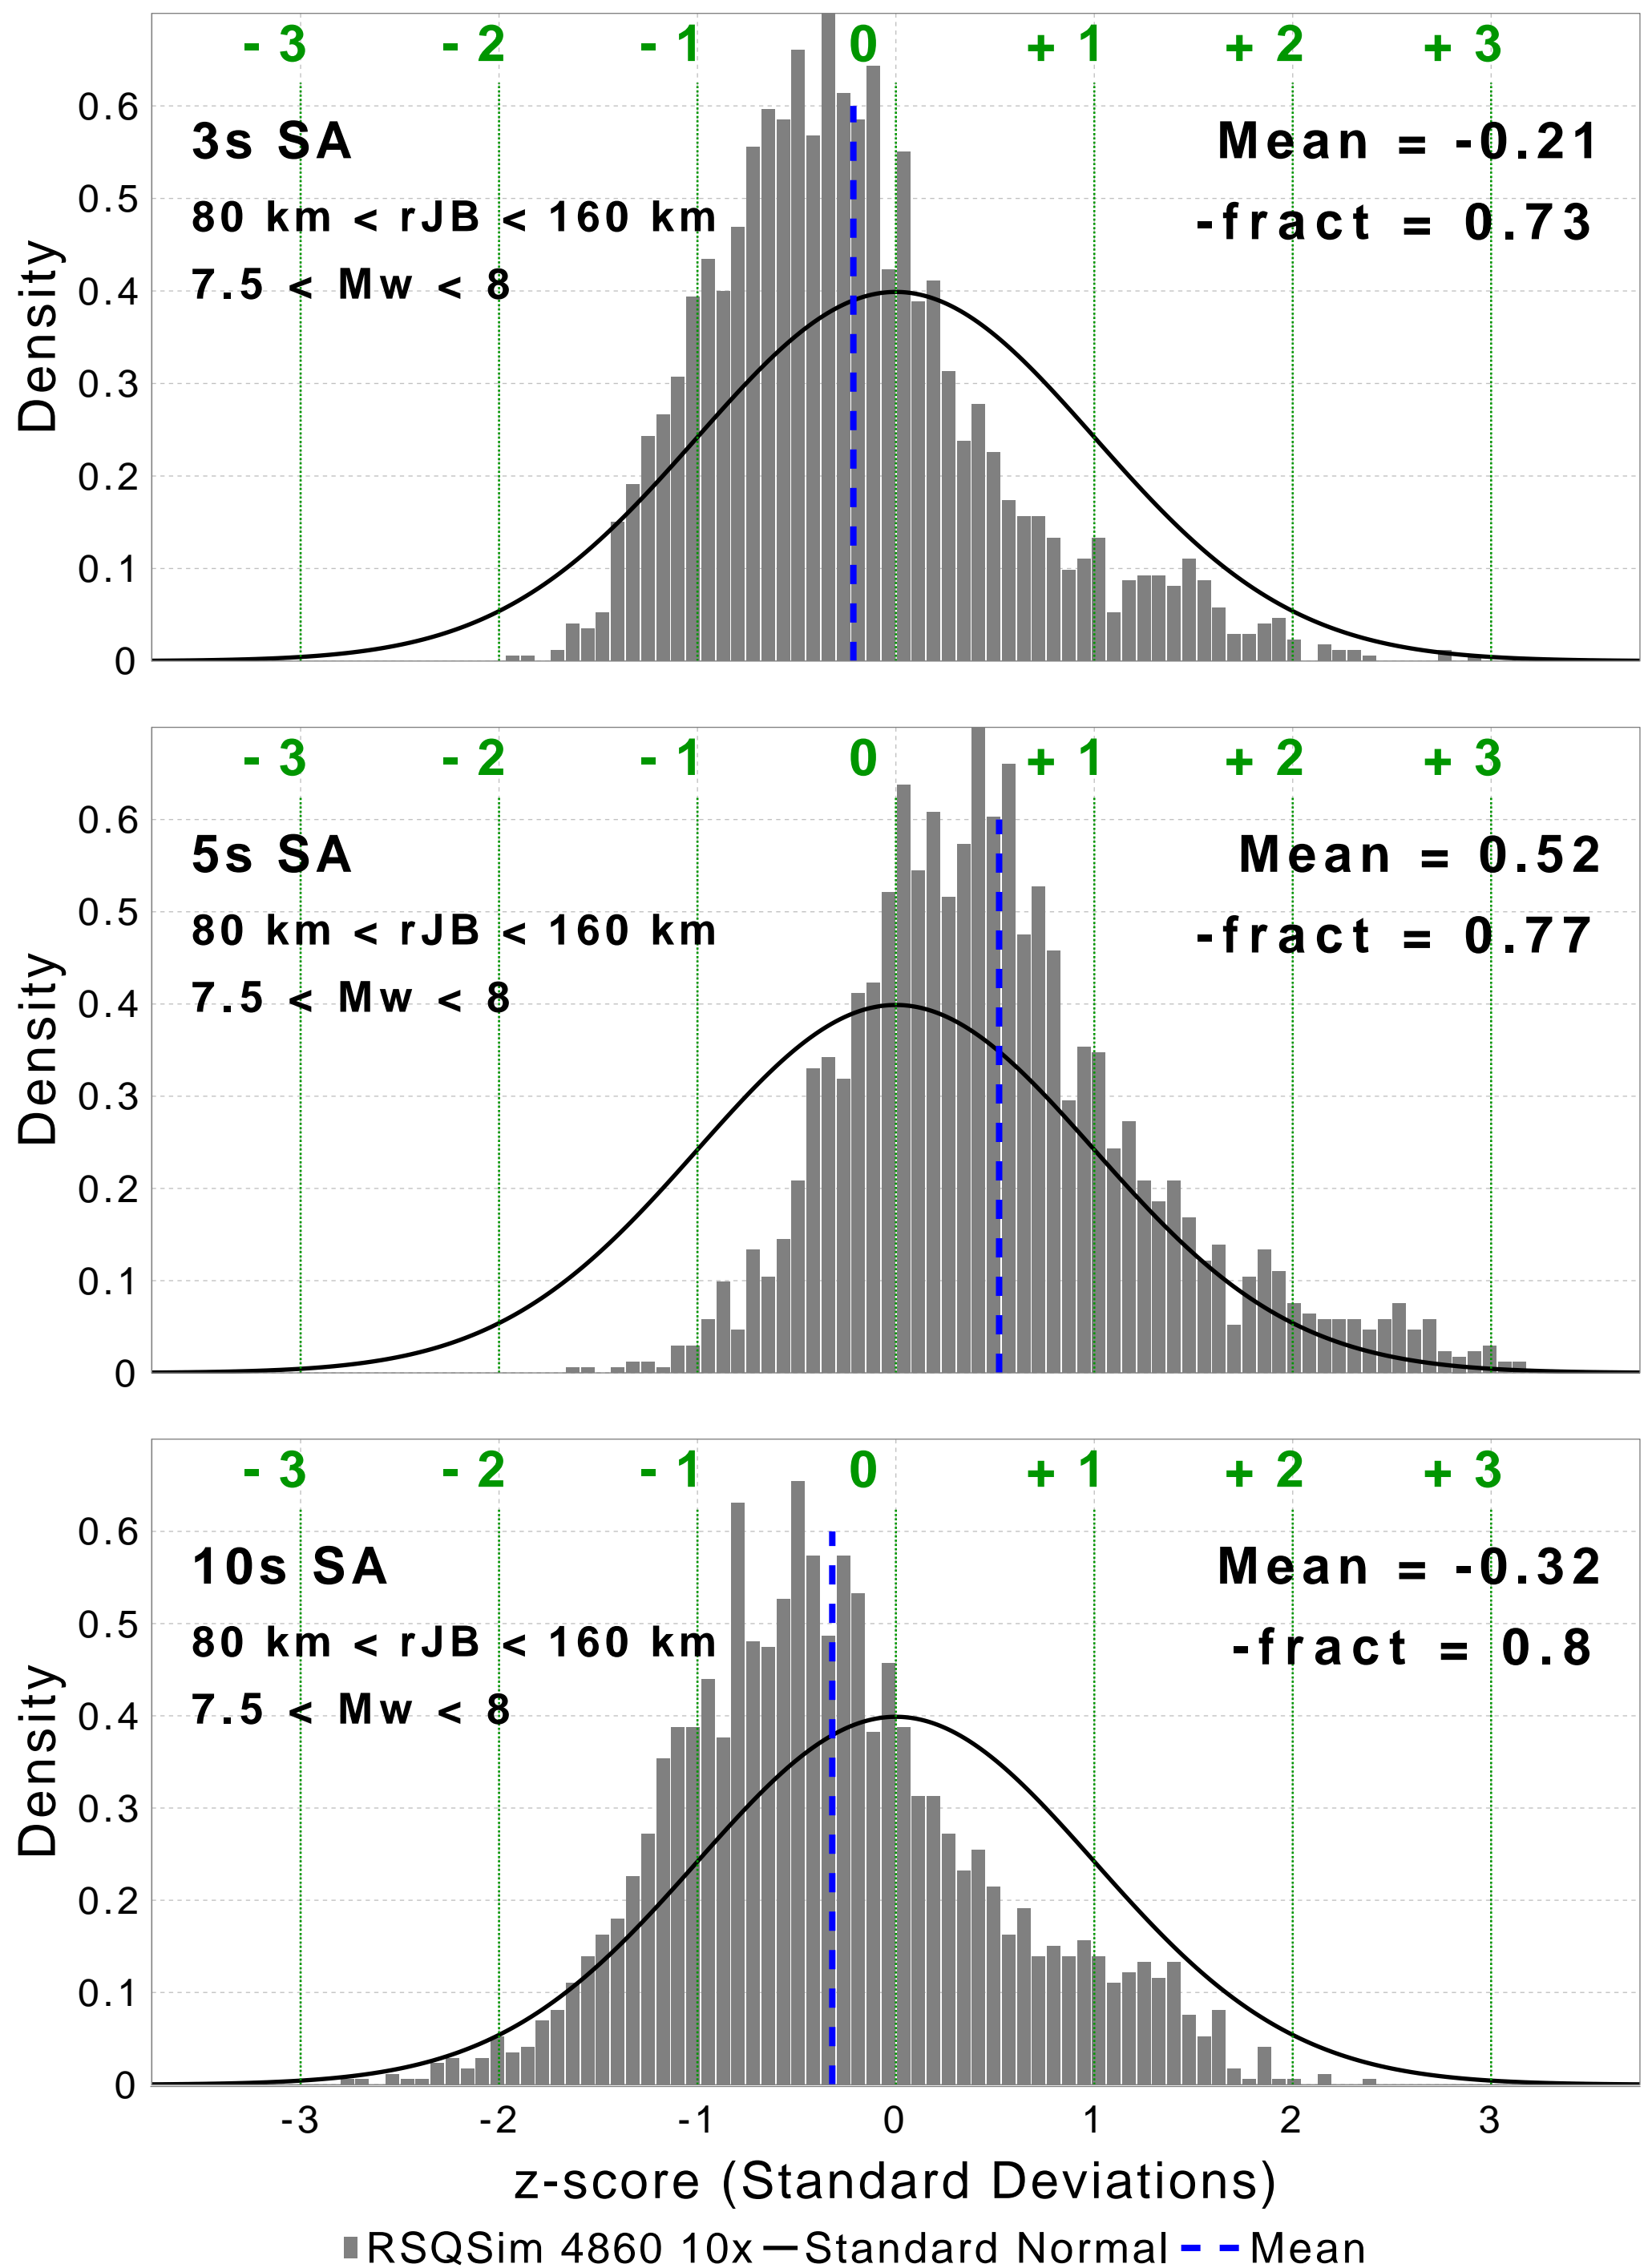 - 3 - 2 - 1 0 + 1 + 2 + 3
0.6
3s SA
Mean = -0.21
0.5
80 km < rJB < 160 km
-fract = 0.73
7.5 < Mw < 8
0.4
0.3
0.2
0.1
0
Density
- 3 - 2 - 1 0 + 1 + 2 + 3
0.6
5s SA
Mean = 0.52
0.5
80 km < rJB < 160 km
-fract = 0.77
7.5 < Mw < 8
0.4
0.3
0.2
0.1
0
Density
- 3 - 2 - 1 0 + 1 + 2 + 3
0.6
10s SA
Mean = -0.32
0.5
80 km < rJB < 160 km
-fract = 0.8
7.5 < Mw < 8
0.4
0.3
0.2
0.1
0
Density
-3 -2 -1 0 1 2 3
z-score (Standard Deviations)
RSQSim 4860 10x Standard Normal Mean